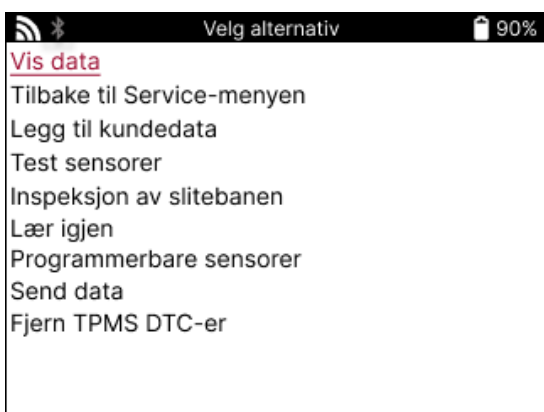 Velg alternativ 90%
Vis data
Tilbake til Service-menyen
Legg til kundedata
Test sensorer
Inspeksjon av slitebanen
Lær igjen
Programmerbare sensorer
Send data
Fjern TPMS DTC-er